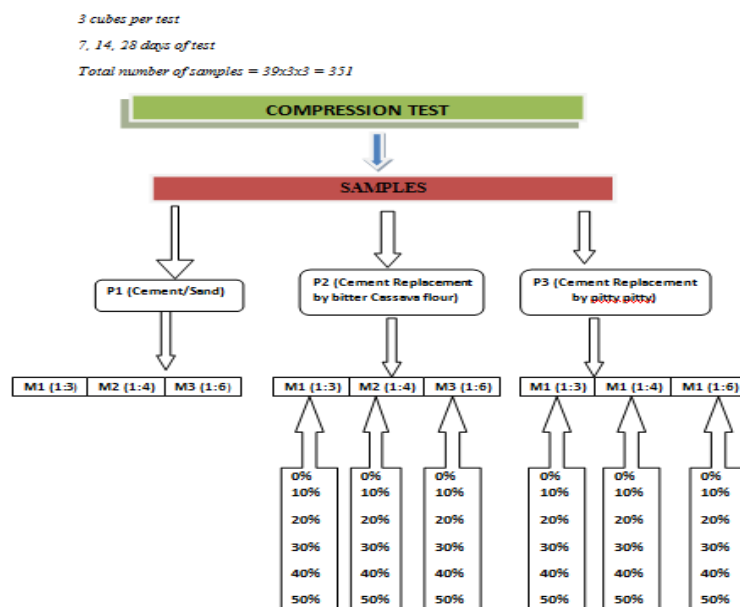 3 cubes per test
7, 14, 28 days of test
Total number of samples = 39x3x3 = 351
COMPRESSION TEST
SAMPLES
P1 (Cement/Sand)
P2 (Cement Replacement
by bitter Cassava flour)
P3 (Cement Replacement
by pitty pitty)
M1 (1:3) M2 (1:4) M3 (1:6)
M1 (1:3) M2 (1:4) M3 (1:6)
M1 (1:3) M1 (1:4) M1 (1:6)
0% 0% 0% 0% 0% 0%
10% 10% 10% 10% 10% 10%
20% 20% 20% 20% 20% 20%
30% 30% 30% 30% 30% 30%
40% 40% 40% 40% 40% 40%
50% 50% 50% 50% 50% 50%